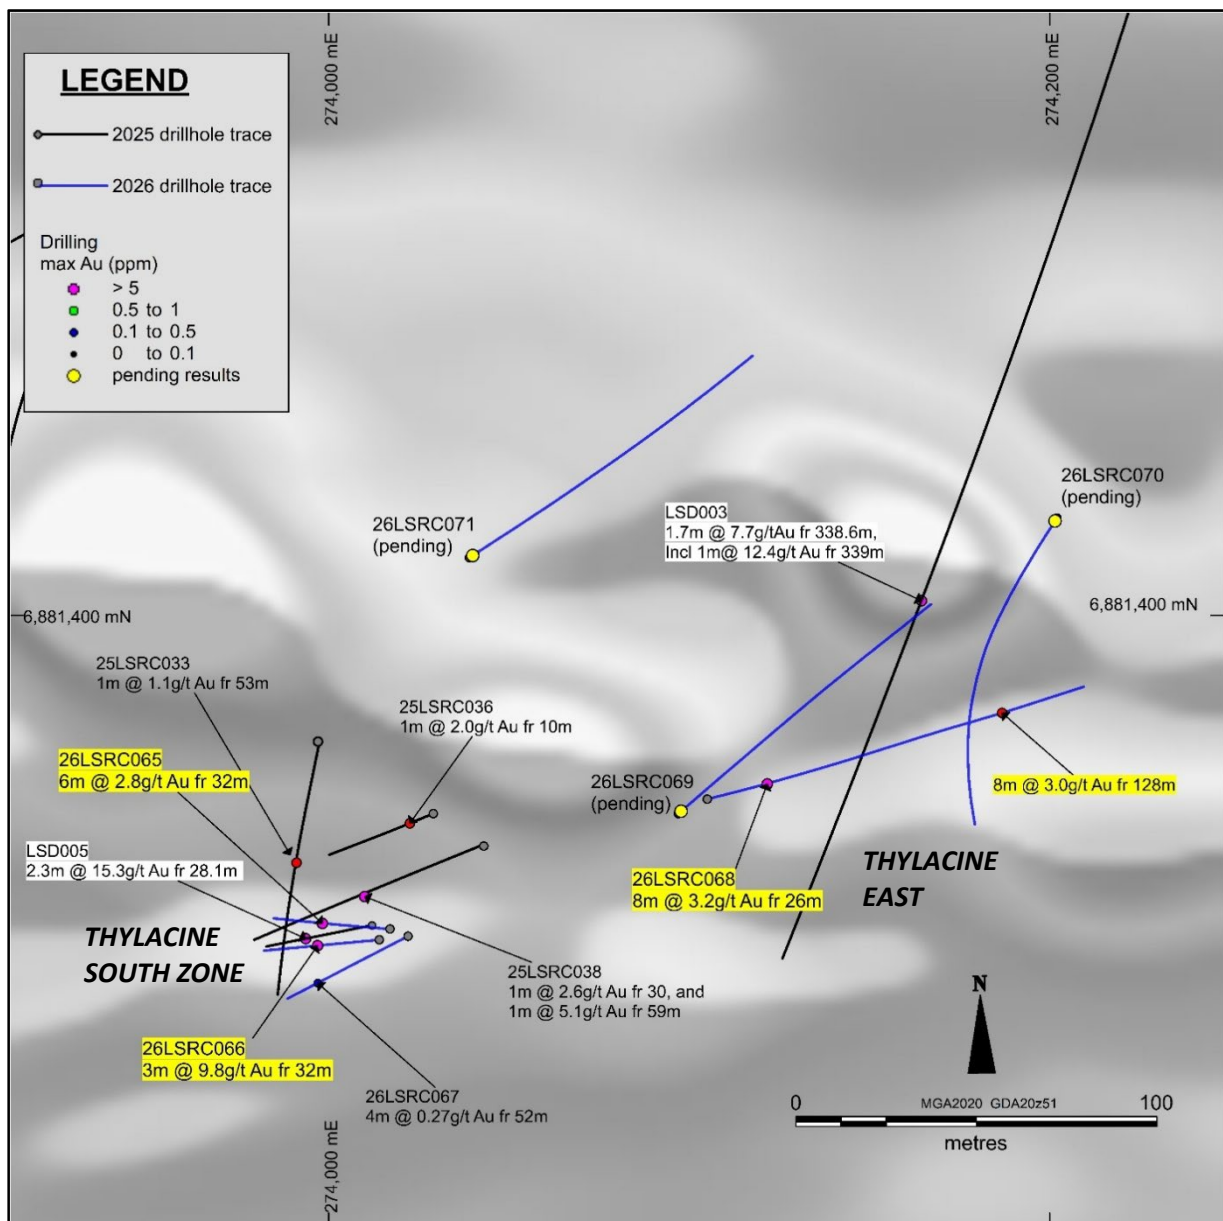 274,000 mE
274,200 mE
LEGEND
2025 drillhole trace
2026 drillhole trace
Drilling
max Au (ppm)
> 5
0.5 to 1
0.1 to 0.5
0 to 0.1
pending results
26LSRC070
(pending)
26LSRC071
(pending)
LSD003
1.7m @ 7.7g/tAu fr 338.6m,
Incl 1m@ 12.4g/t Au fr 339m
6,881,400 mN
6,881,400 mN
25LSRC033
1m @ 1.1g/t Au fr 53m
25LSRC036
1m @ 2.0g/t Au fr 10m
26LSRC065
6m @ 2.8g/t Au fr 32m
26LSRC069
(pending)
8m @ 3.0g/t Au fr 128m
LSD005
2.3m @ 15.3g/t Au fr 28.1m
26LSRC068
8m @ 3.2g/t Au fr 26m
THYLACINE
EAST
THYLACINE
SOUTH ZONE
25LSRC038
1m @ 2.6g/t Au fr 30, and
1m @ 5.1g/t Au fr 59m
N
26LSRC066
3m @ 9.8g/t Au fr 32m
26LSRC067
4m @ 0.27g/t Au fr 52m
0 MGA2020 GDA20z51 100
metres
274,000 mE